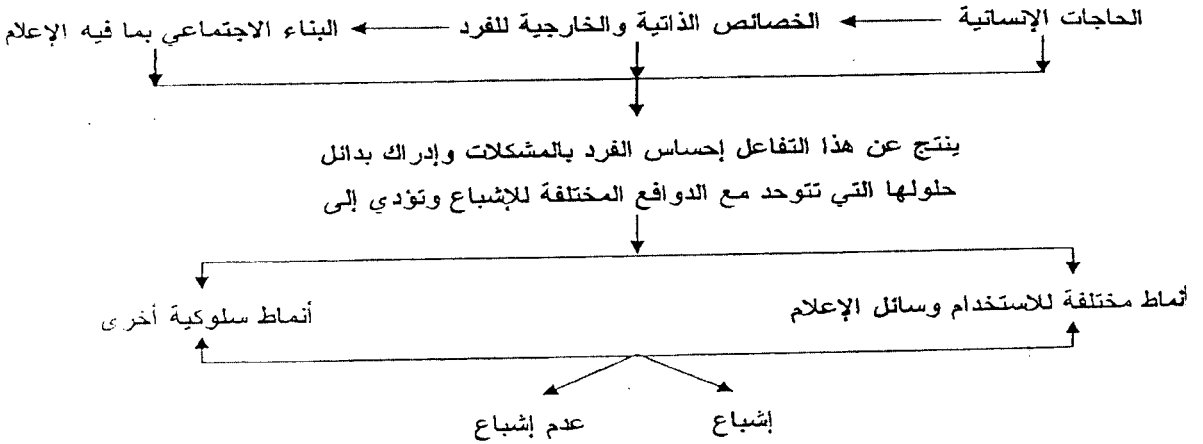 الحاجات الإنسانية
الخصائص الذاتية والخارجية للفرد
البناء الاجتماعي بما فيه الإعلام
ينتج عن هذا التفاعل إحساس الفرد بالمشكلات وإدراك بدائل
حلولها التي تتوحد مع الدوافع المختلفة للإشباع وتؤدي إلى
أنماط مختلفة للاستخدام وسائل الإعلام
أنماط سلوكية أخرى
إشباع
عدم إشباع